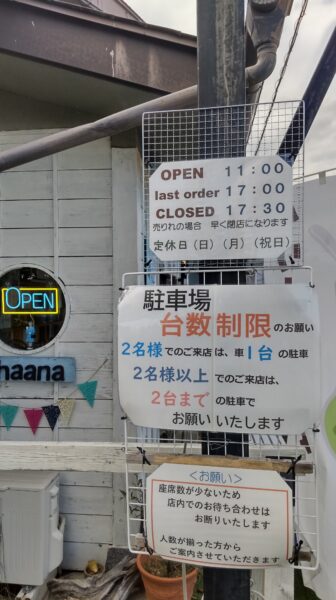 OPEN 11:00
last order 17:00
CLOSED 17:30
売りれの場合 早く閉店になります
定休日(日)(月)(祝日)
OPEN
haana
駐車場
台数制限のお願い
2名様でのご来店は、車1台の駐車
2名様以上でのご来店は、
2台までの駐車で
お願いいたします
<お願い>
座席数が少ないため
店内でのお待ち合わせは
お断りいたします
人数が揃った方から
ご案内させていただきます